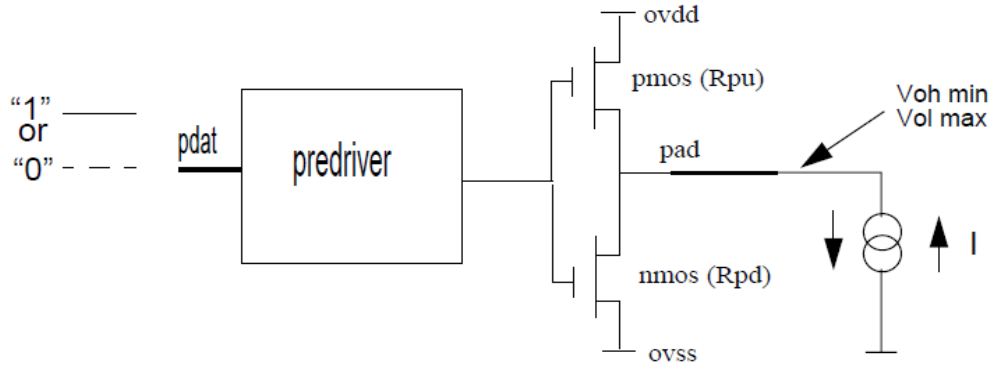 ovdd
pmos (Rpu)
Voh min
Vol max
“1”
or
“0”
pdat
predriver
pad
nmos (Rpd)
I
ovss